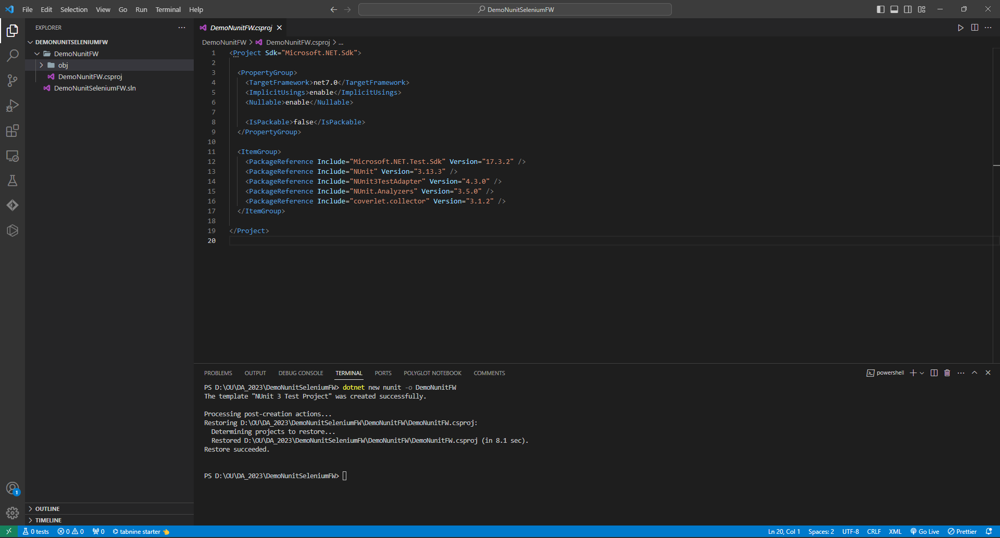 File Edit Selection View Go Run Terminal Help
DemoNunitSeleniumFW
EXPLORER
DEMONUNITSELENIUMFW
DemoNunitFW
obj
DemoNunitFW.csproj
DemoNunitSeleniumFW.sln
OUTLINE
TIMELINE
DemoNunitFW.csproj
DemoNunitFW > DemoNunitFW.csproj > ...
1 <Project Sdk="Microsoft.NET.Sdk">
2
3 <PropertyGroup>
4 <TargetFramework>net7.0</TargetFramework>
5 <ImplicitUsings>enable</ImplicitUsings>
6 <Nullable>enable</Nullable>
7
8 <IsPackable>false</IsPackable>
9 </PropertyGroup>
10
11 <ItemGroup>
12 <PackageReference Include="Microsoft.NET.Test.Sdk" Version="17.3.2" />
13 <PackageReference Include="NUnit" Version="3.13.3" />
14 <PackageReference Include="NUnit3TestAdapter" Version="4.3.0" />
15 <PackageReference Include="NUnit.Analyzers" Version="3.5.0" />
16 <PackageReference Include="coverlet.collector" Version="3.1.2" />
17 </ItemGroup>
18
19 </Project>
20
PROBLEMS OUTPUT DEBUG CONSOLE TERMINAL PORTS POLYGLOT NOTEBOOK COMMENTS
powershell
PS D:\OU\DA_2023\DemoNunitSeleniumFW> dotnet new nunit -o DemoNunitFW
The template "NUnit 3 Test Project" was created successfully.
Processing post-creation actions...
Restoring D:\OU\DA_2023\DemoNunitSeleniumFW\DemoNunitFW\DemoNunitFW.csproj:
Determining projects to restore...
Restored D:\OU\DA_2023\DemoNunitSeleniumFW\DemoNunitFW\DemoNunitFW.csproj (in 8.1 sec).
Restore succeeded.
PS D:\OU\DA_2023\DemoNunitSeleniumFW>
1
0 tests 0 0 0 tabnine starter Ln 20, Col 1 Spaces: 2 UTF-8 CRLF XML Go Live Prettier